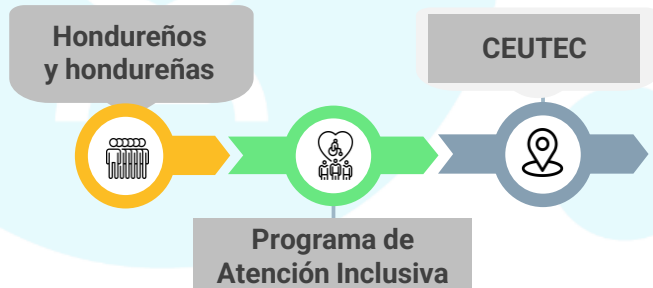 Hondureños
y hondureñas
CEUTEC
Programa de
Atención Inclusiva